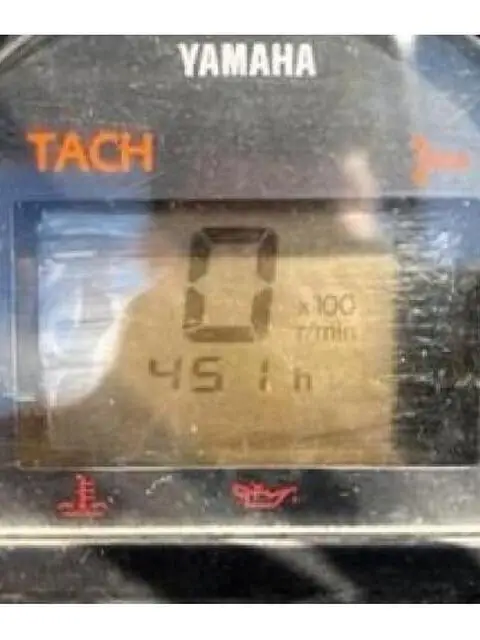 YAMAHA
TACH
0
x100
r/min
451 h